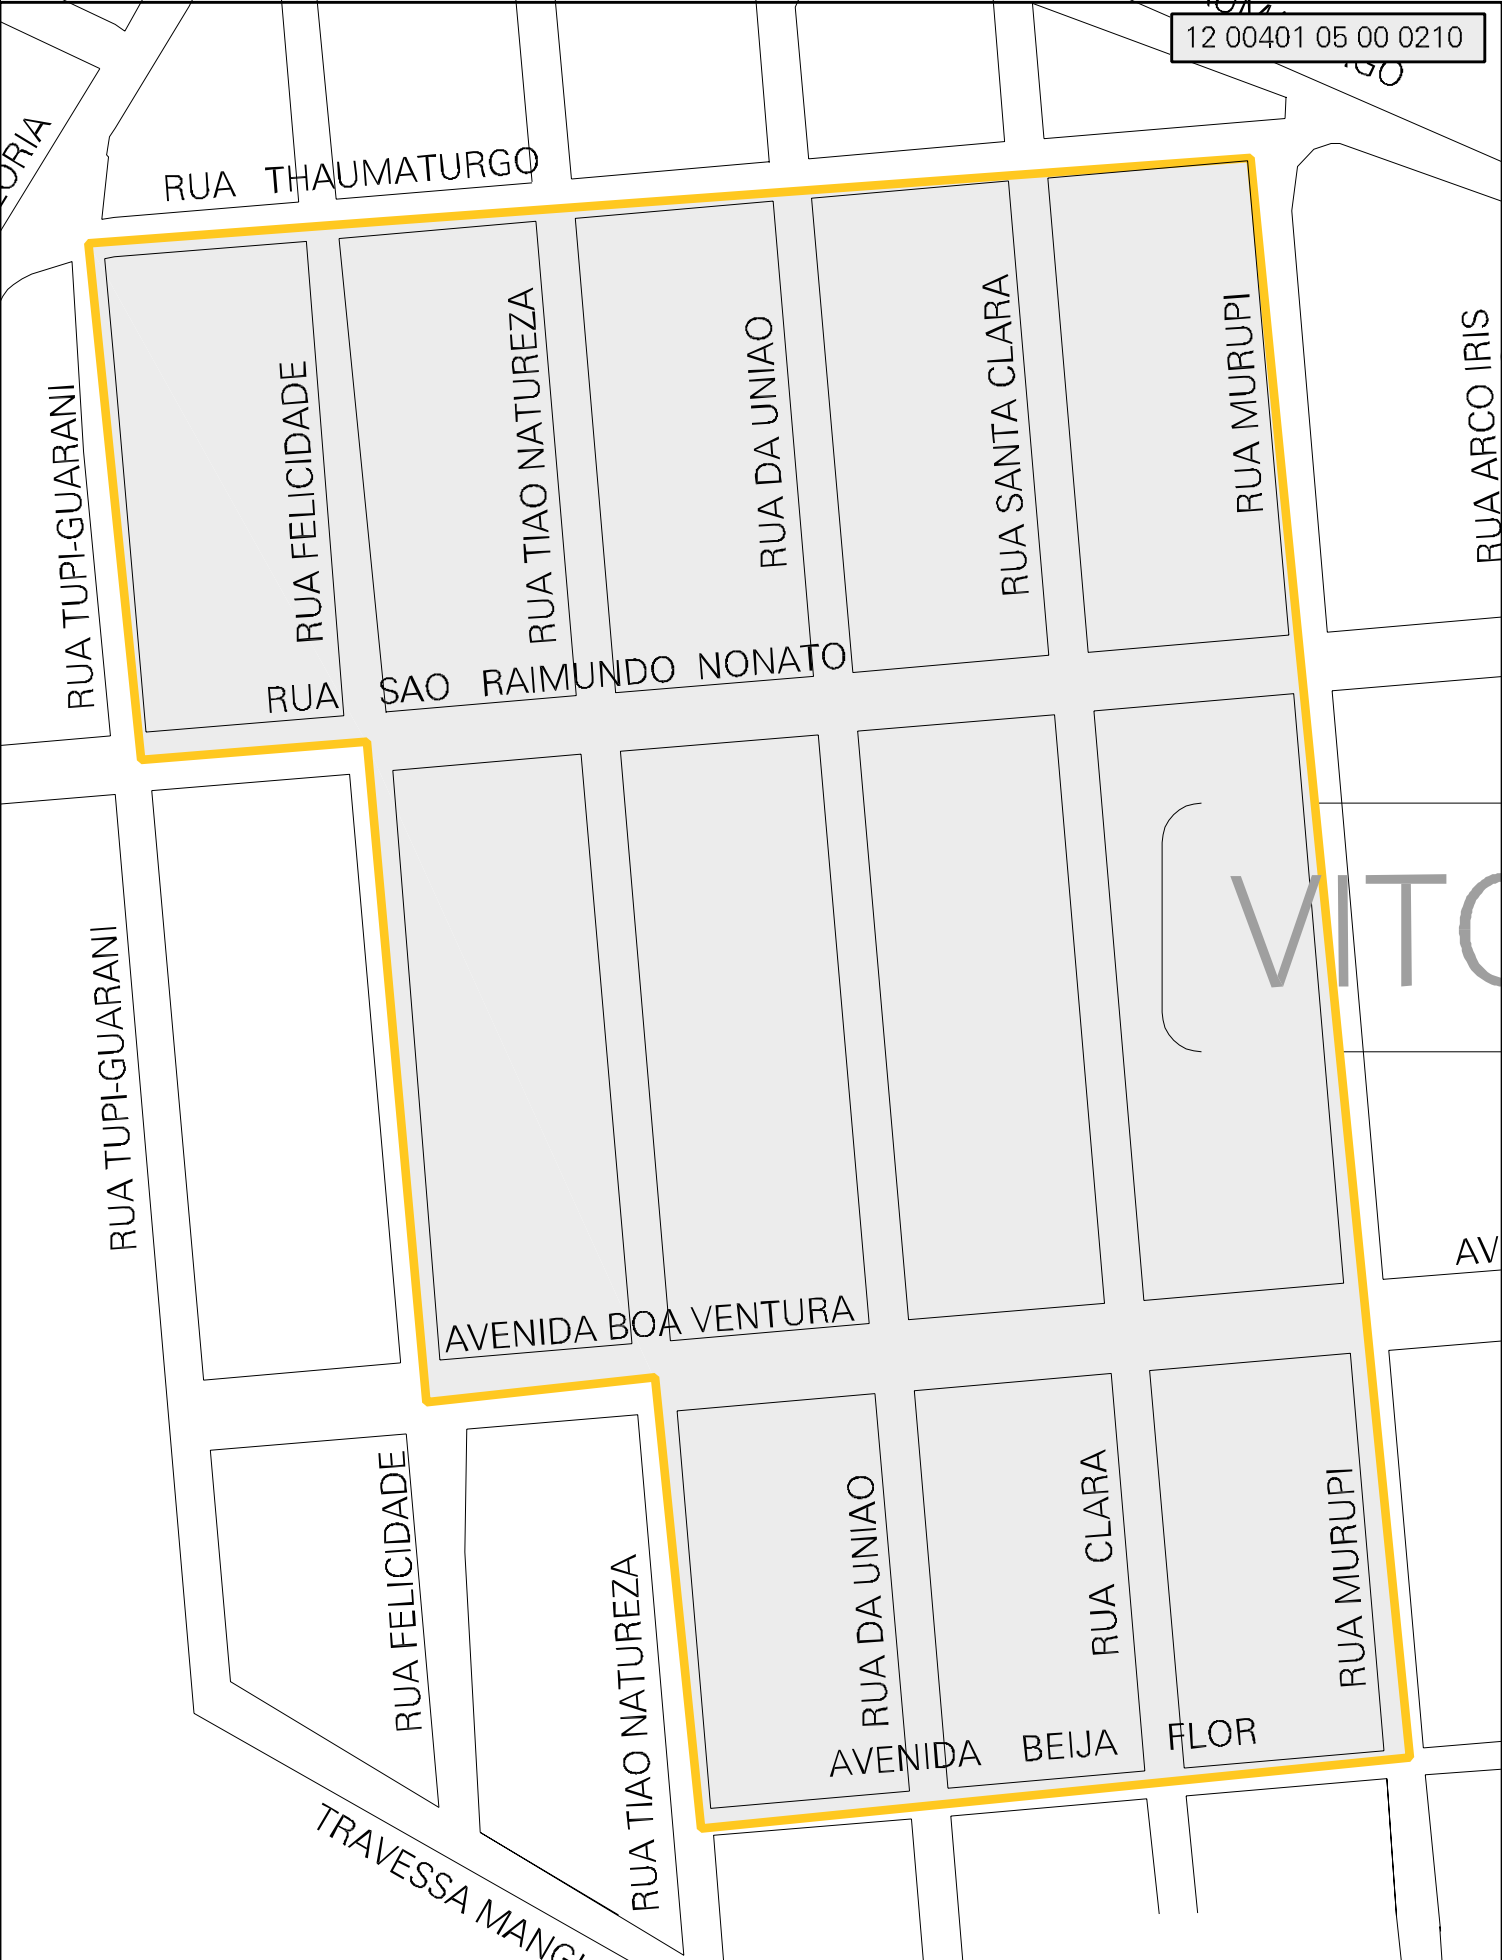 12 00401 05 00 0210
RUA THAUMATURGO
RUA TUPI-GUARANI
RUA FELICIDADE
RUA TIAO NATUREZA
RUA DA UNIAO
RUA SANTA CLARA
RUA MURUPI
RUA ARCO IRIS
RUA SAO RAIMUNDO NONATO
VITO
RUA TUPI-GUARANI
AV
AVENIDA BOA VENTURA
RUA FELICIDADE
RUA TIAO NATUREZA
RUA DA UNIAO
RUA CLARA
RUA MURUPI
AVENIDA BEIJA FLOR
TRAVESSA